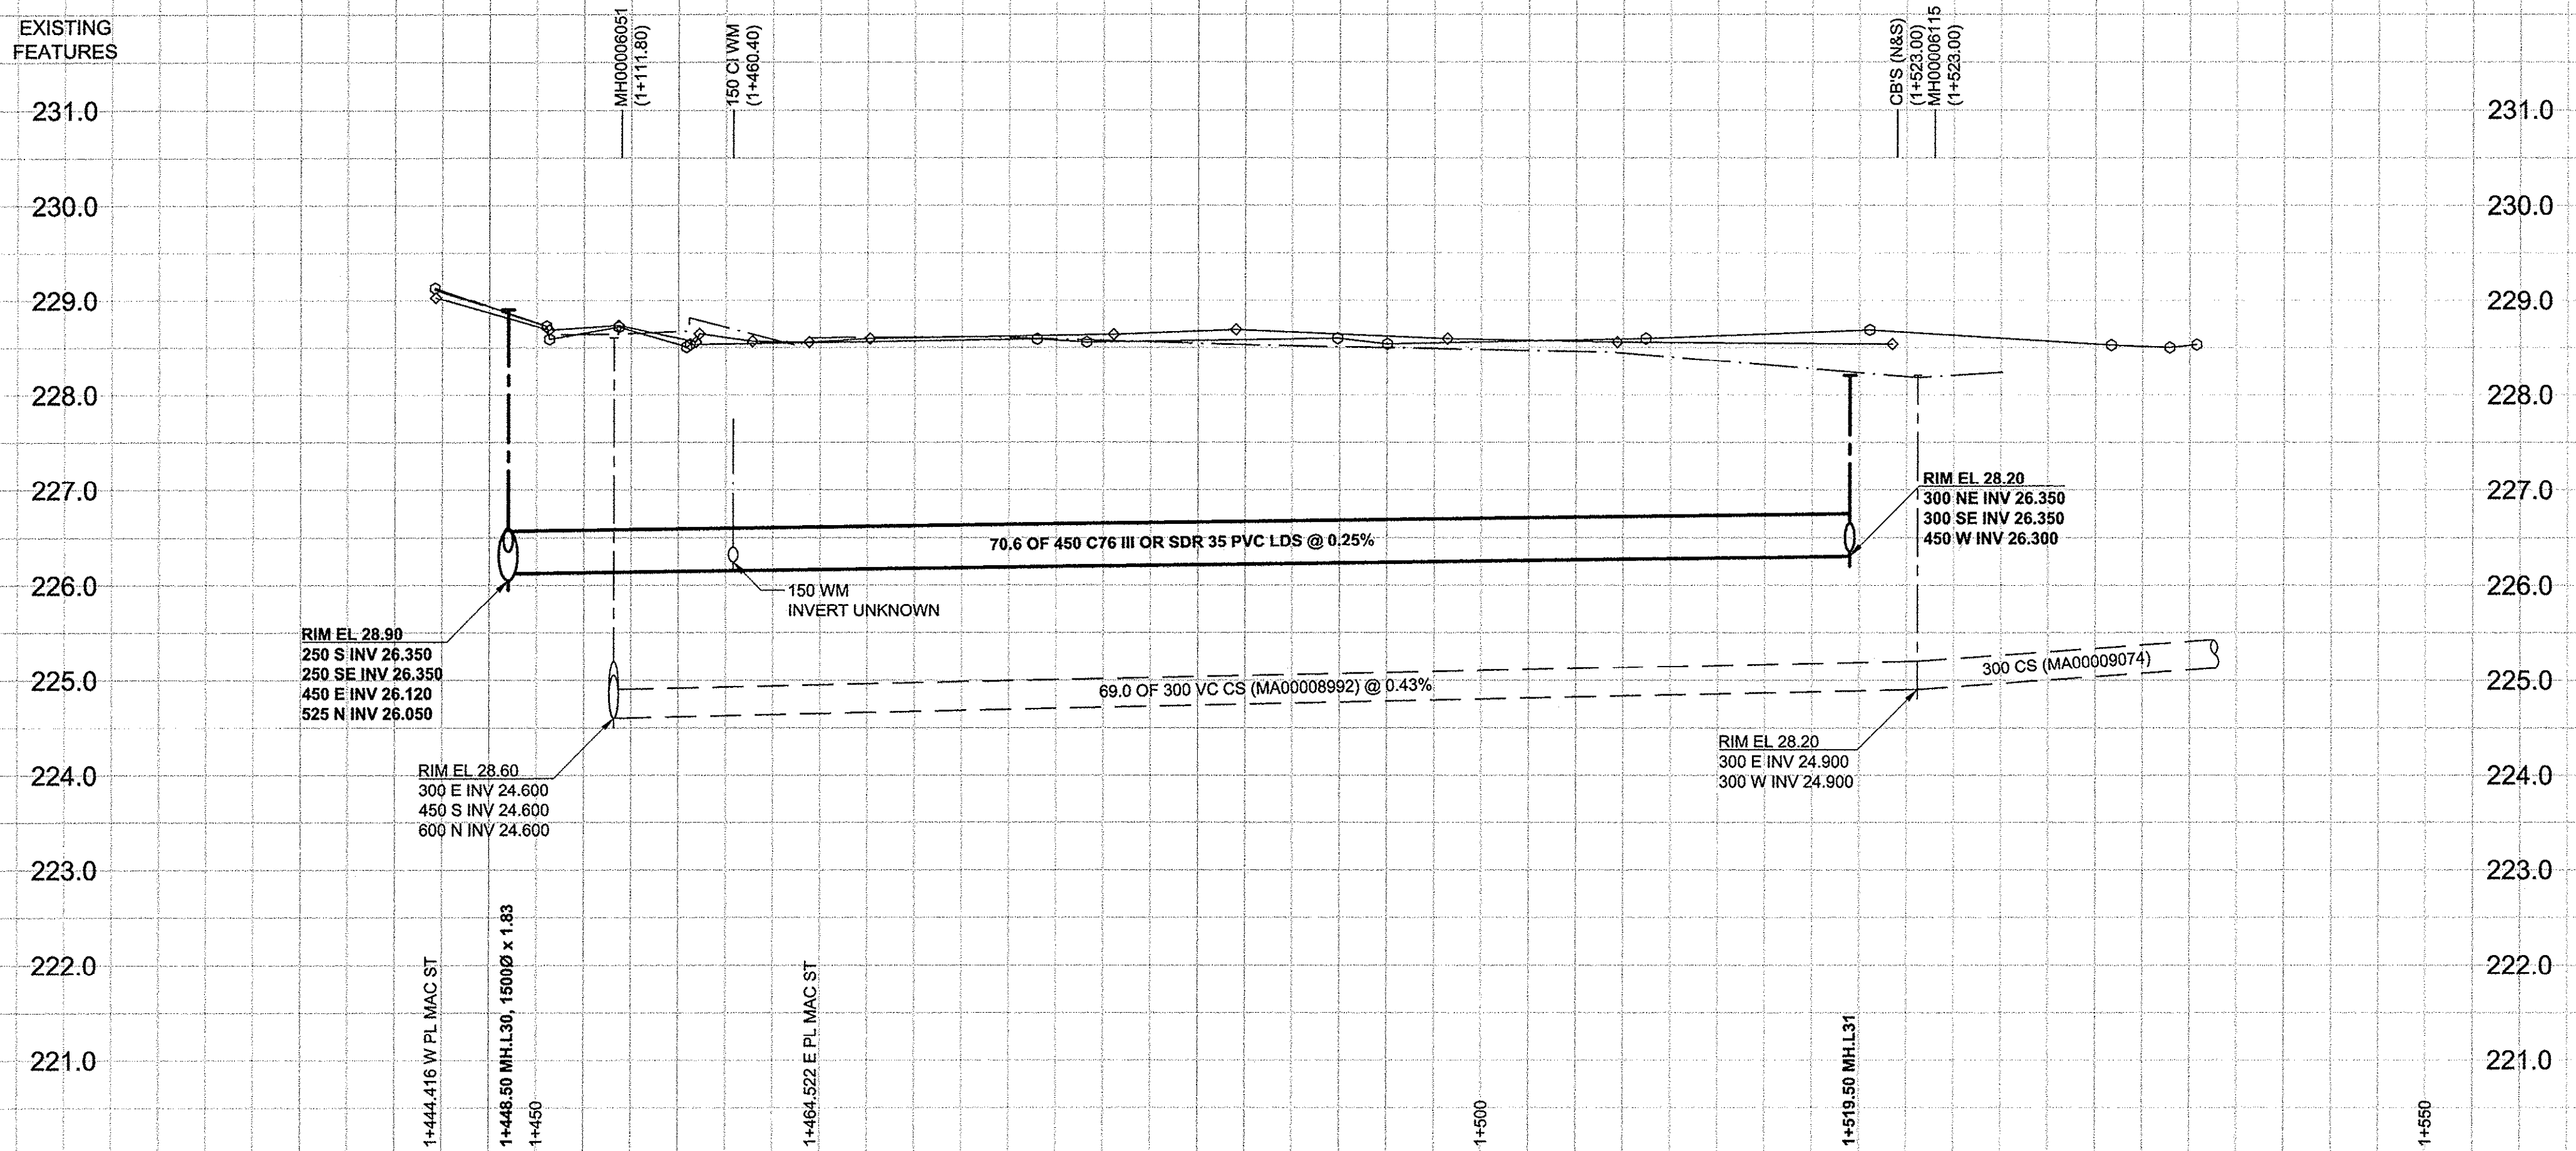 EXISTING
FEATURES
MH00006051
(1+111.80)
150 CI WM
(1+460.40)
CB'S (N&S)
(1+523.00)
MH00006115
(1+523.00)
231.0
231.0
230.0
230.0
229.0
229.0
228.0
228.0
227.0
227.0
RIM EL 28.20
300 NE INV 26.350
300 SE INV 26.350
450 W INV 26.300
70.6 OF 450 C76 III OR SDR 35 PVC LDS @ 0.25%
226.0
226.0
150 WM
INVERT UNKNOWN
RIM EL 28.90
250 S INV 26.350
250 SE INV 26.350
450 E INV 26.120
525 N INV 26.050
225.0
225.0
69.0 OF 300 VC CS (MA00008992) @ 0.43%
300 CS (MA00009074)
RIM EL 28.60
300 E INV 24.600
450 S INV 24.600
600 N INV 24.600
RIM EL 28.20
300 E INV 24.900
300 W INV 24.900
224.0
224.0
223.0
223.0
222.0
222.0
221.0
221.0
1+444.416 W PL MAC ST
1+448.50 MH.L30, 1500Ø x 1.83
1+450
1+464.522 E PL MAC ST
1+500
1+519.50 MH.L31
1+550